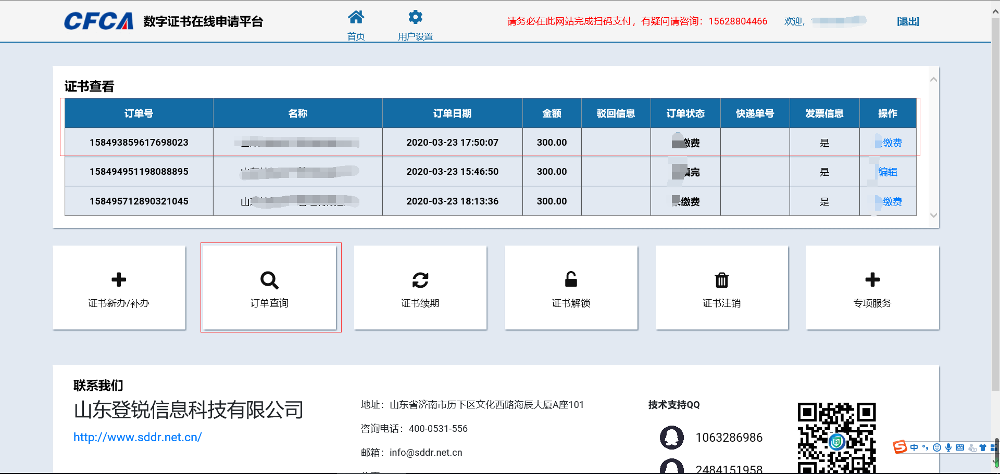 CFCA 数字证书在线申请平台
首页
用户设置
请务必在此网站完成扫码支付，有疑问请咨询：15628804466
欢迎,
[退出]
证书查看
订单号 名称 订单日期 金额 驳回信息 订单状态 快递单号 发票信息 操作
158493859617698023 2020-03-23 17:50:07 300.00 缴费 是 缴费
158494951198088895 2020-03-23 15:46:50 300.00 填完 是 编辑
158495712890321045 山 2020-03-23 18:13:36 300.00 缴费 是 缴费
证书新办/补办
订单查询
证书续期
证书解锁
证书注销
专项服务
联系我们
山东登锐信息科技有限公司
http://www.sddr.net.cn/
地址：山东省济南市历下区文化西路海辰大厦A座101
咨询电话：400-0531-556
邮箱：info@sddr.net.cn
技术支持QQ
1063286986
2484151958
S 中